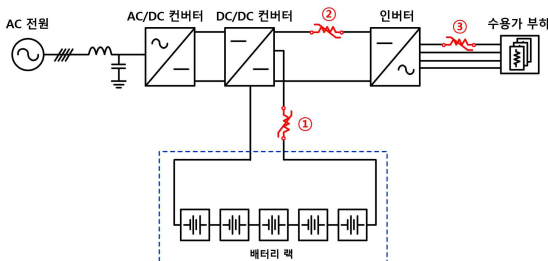 AC 전원
AC/DC 컨버터
DC/DC 컨버터
②
인버터
③
수용가 부하
①
배터리 랙